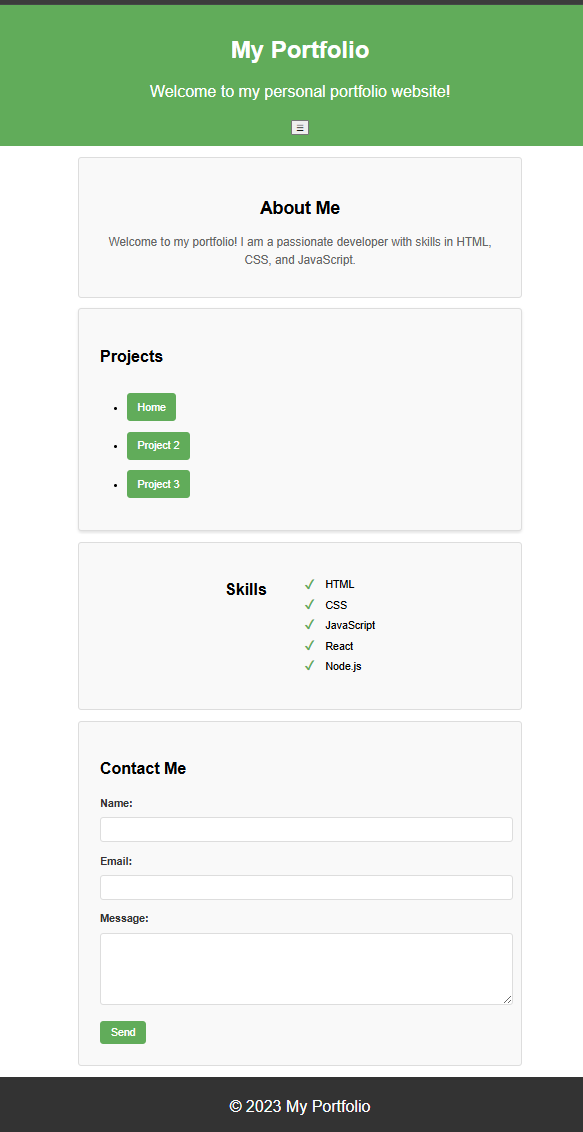 My Portfolio
Welcome to my personal portfolio website!
☰
About Me
Welcome to my portfolio! I am a passionate developer with skills in HTML,
CSS, and JavaScript.
Projects
Home
Project 2
Project 3
Skills
✓ HTML
✓ CSS
✓ JavaScript
✓ React
✓ Node.js
Contact Me
Name:
Email:
Message:
Send
© 2023 My Portfolio